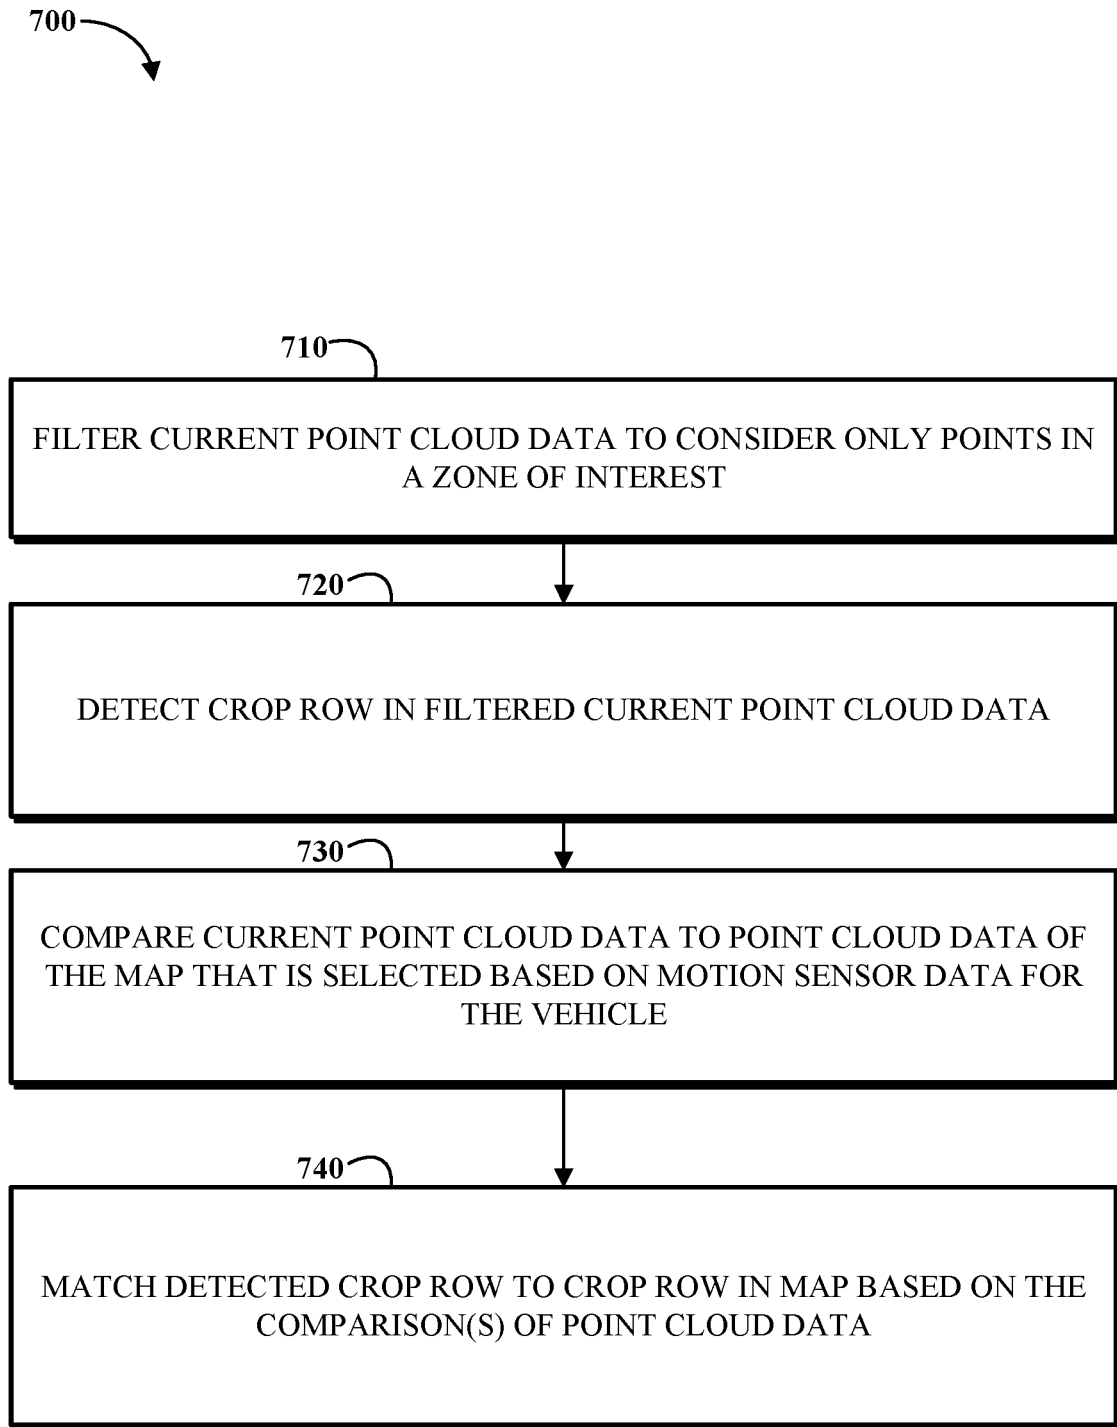 700
710
FILTER CURRENT POINT CLOUD DATA TO CONSIDER ONLY POINTS IN
A ZONE OF INTEREST
720
DETECT CROP ROW IN FILTERED CURRENT POINT CLOUD DATA
730
COMPARE CURRENT POINT CLOUD DATA TO POINT CLOUD DATA OF
THE MAP THAT IS SELECTED BASED ON MOTION SENSOR DATA FOR
THE VEHICLE
740
MATCH DETECTED CROP ROW TO CROP ROW IN MAP BASED ON THE
COMPARISON(S) OF POINT CLOUD DATA